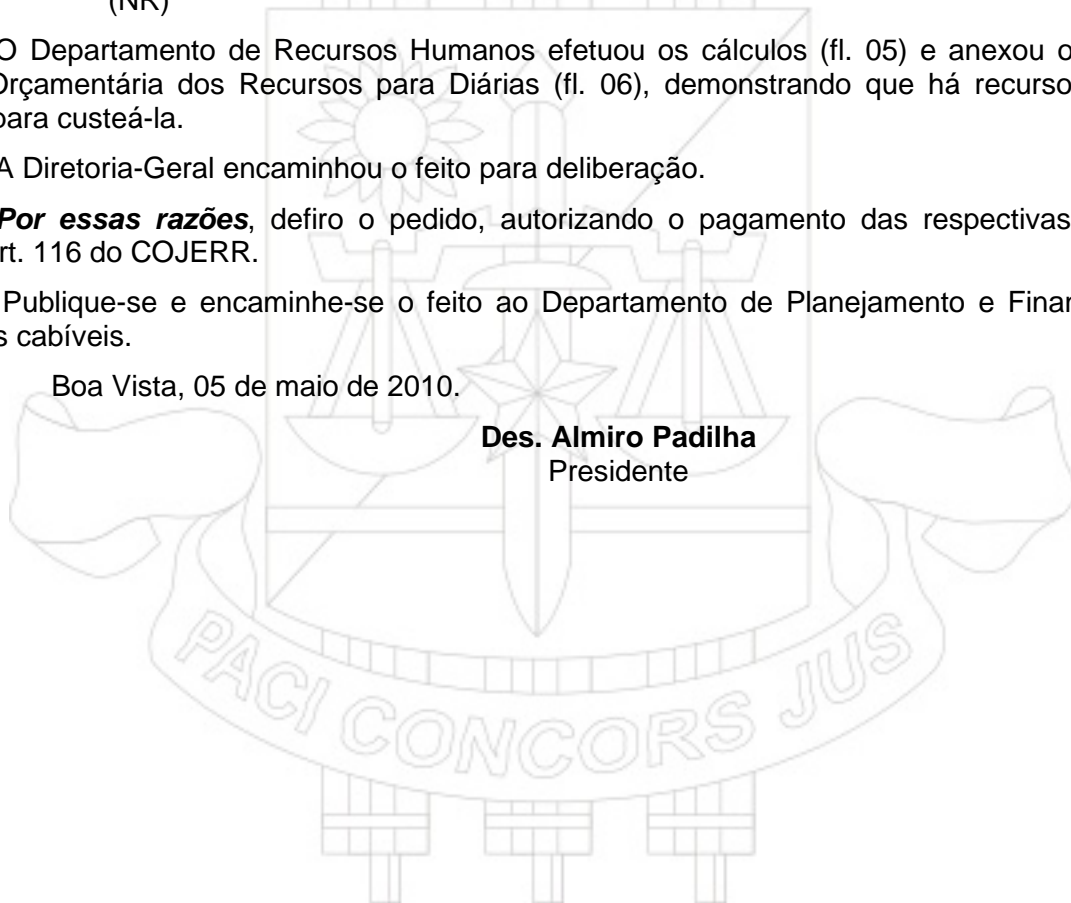 (NR)
O Departamento de Recursos Humanos efetuou os cálculos (fl. 05) e anexou o
Orçamentária dos Recursos para Diárias (fl. 06), demonstrando que há recurso
para custeá-la.
A Diretoria-Geral encaminhou o feito para deliberação.
Por essas razões, defiro o pedido, autorizando o pagamento das respectivas
rt. 116 do COJERR.
Publique-se e encaminhe-se o feito ao Departamento de Planejamento e Finan
s cabíveis.
Boa Vista, 05 de maio de 2010.
Des. Almiro Padilha
Presidente
PACI CONCORS JUS